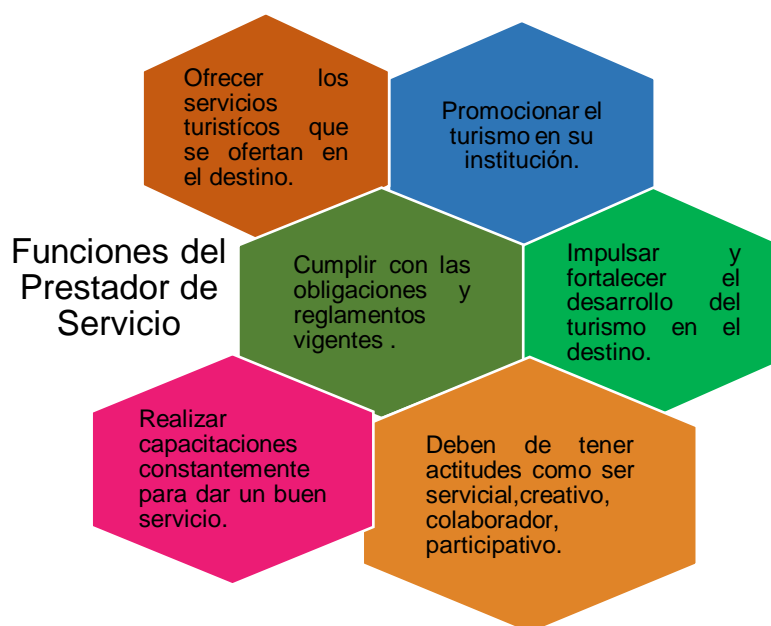 Ofrecer los
servicios
turistícos que
se ofertan en
el destino.
Promocionar el
turismo en su
institución.
Funciones del
Prestador de
Servicio
Cumplir con las
obligaciones y
reglamentos
vigentes .
Impulsar y
fortalecer el
desarrollo del
turismo en el
destino.
Realizar
capacitaciones
constantemente
para dar un buen
servicio.
Deben de tener
actitudes como ser
servicial,creativo,
colaborador,
participativo.